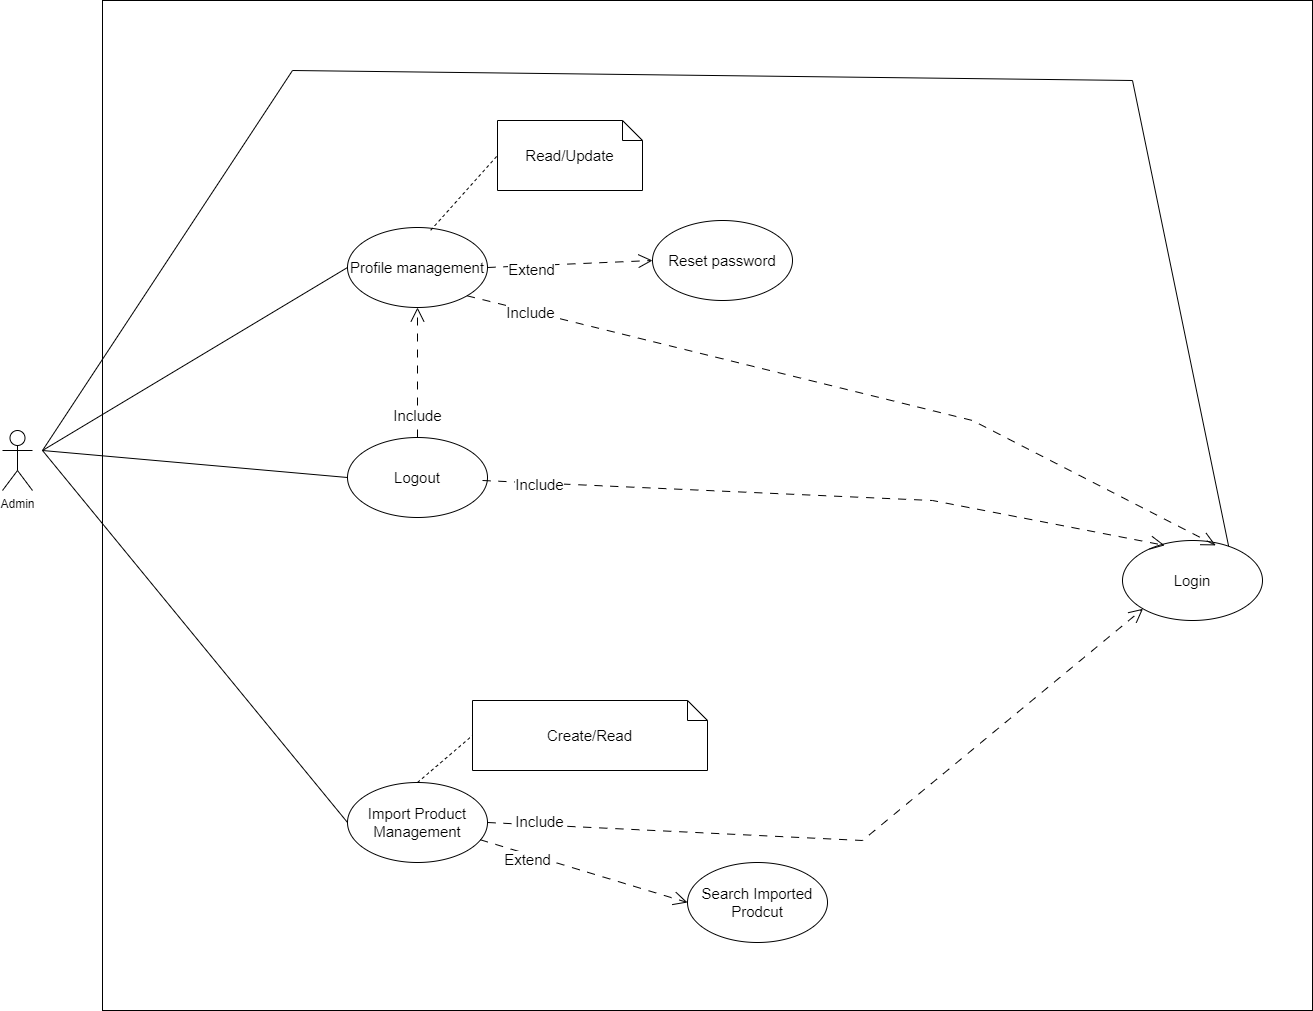 Read/Update
Profile management
Extend
Reset password
Include
Include
Admin
Logout
Include
Login
Create/Read
Import Product
Management
Include
Extend
Search Imported
Prodcut